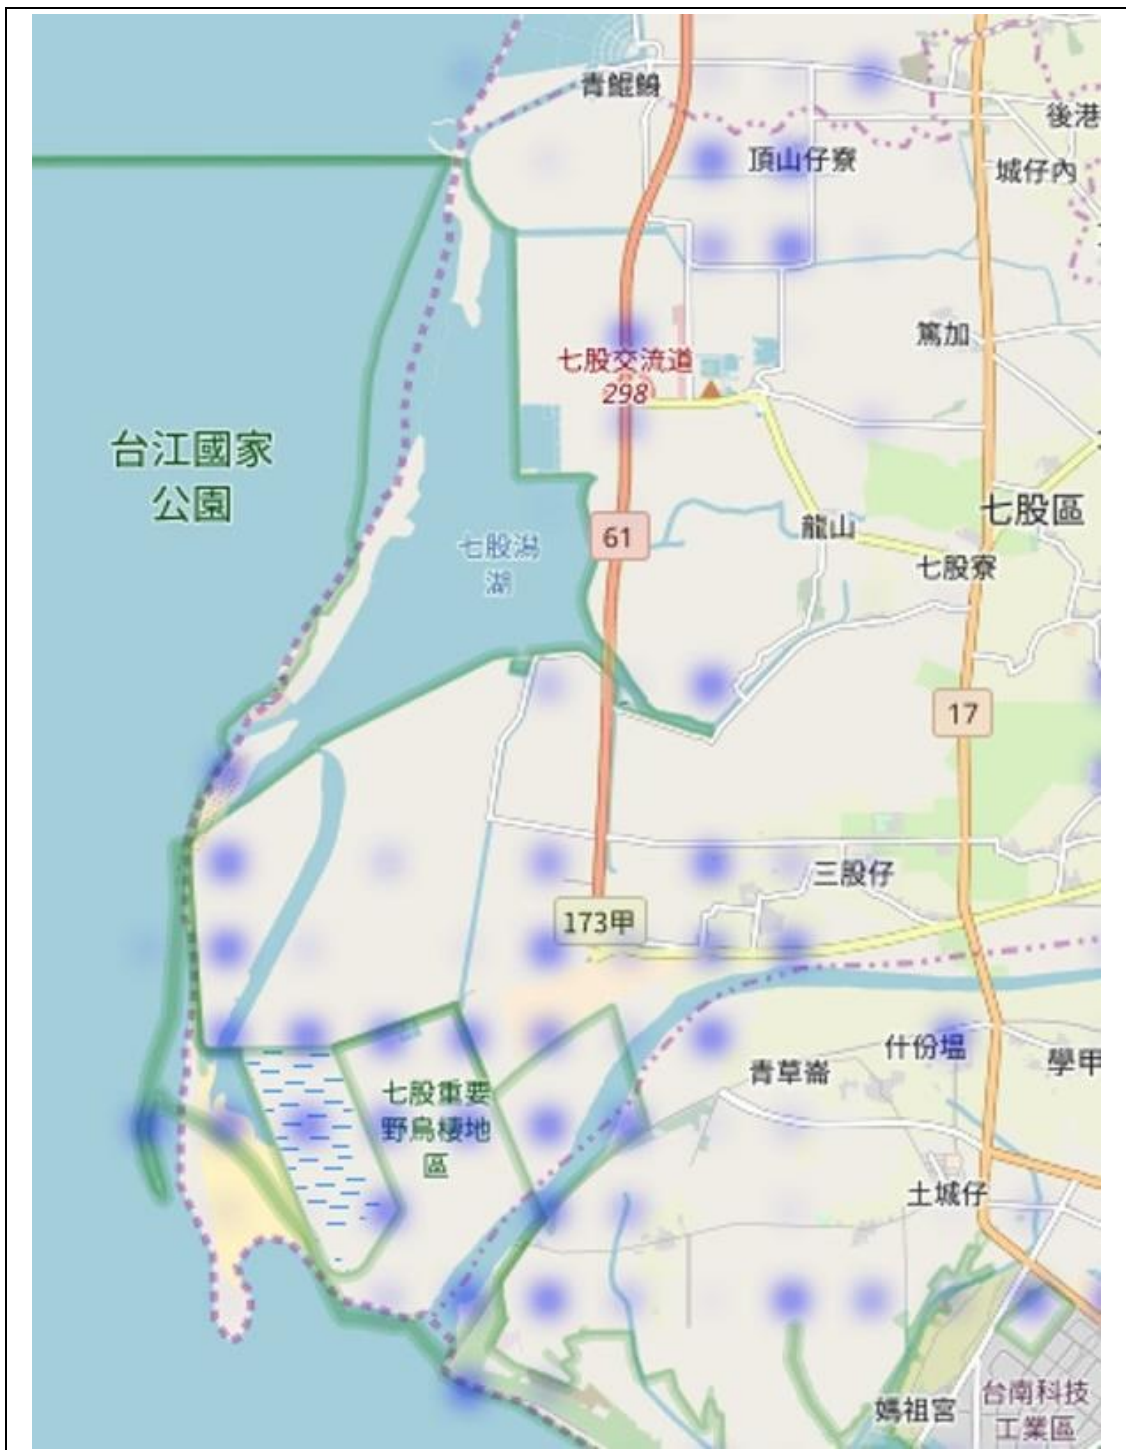 青鯤鯓
後港
頂山仔寮
城仔內
篤加
七股交流道
298
台江國家
公園
七股區
61
龍山
七股潟
湖
七股寮
17
三股仔
173甲
什份塭
學甲
青草崙
七股重要
野鳥棲地
區
土城仔
台南科技
工業區
媽祖宮